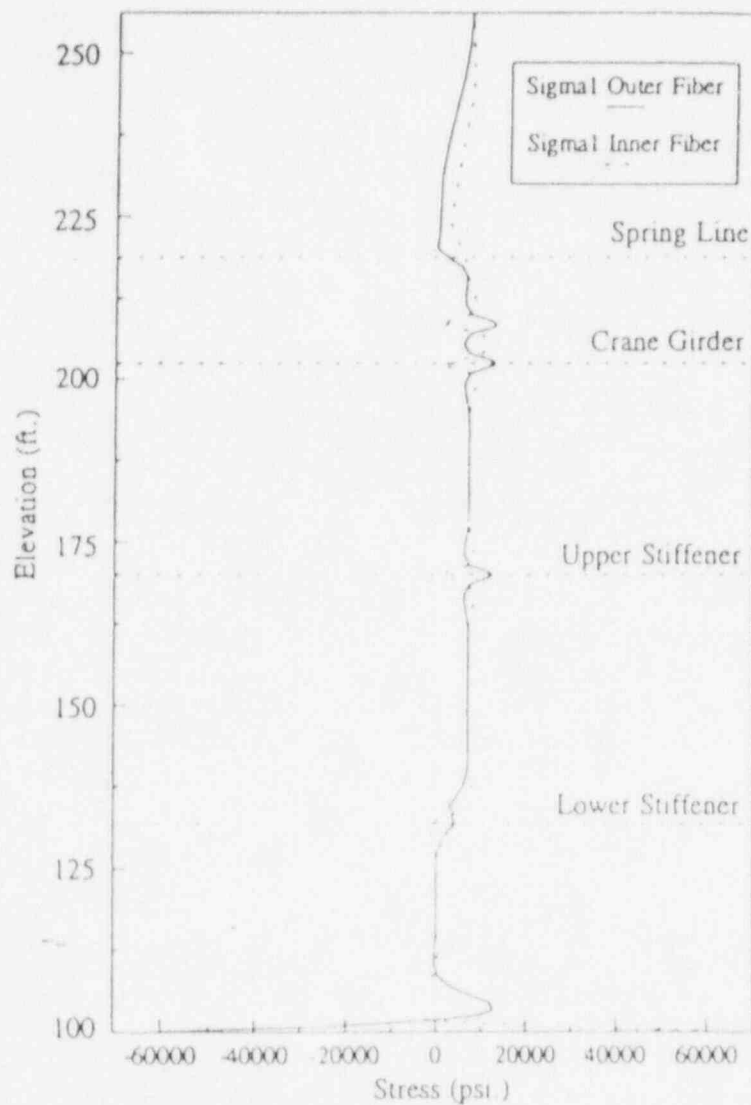 250
Sigmal Outer Fiber
Sigmal Inner Fiber
225
Spring Line
Crane Girder
200
Elevation (ft.)
175
Upper Stiffener
150
Lower Stiffener
125
100
-60000 -40000 -20000 0 20000 40000 60000
Stress (psi.)